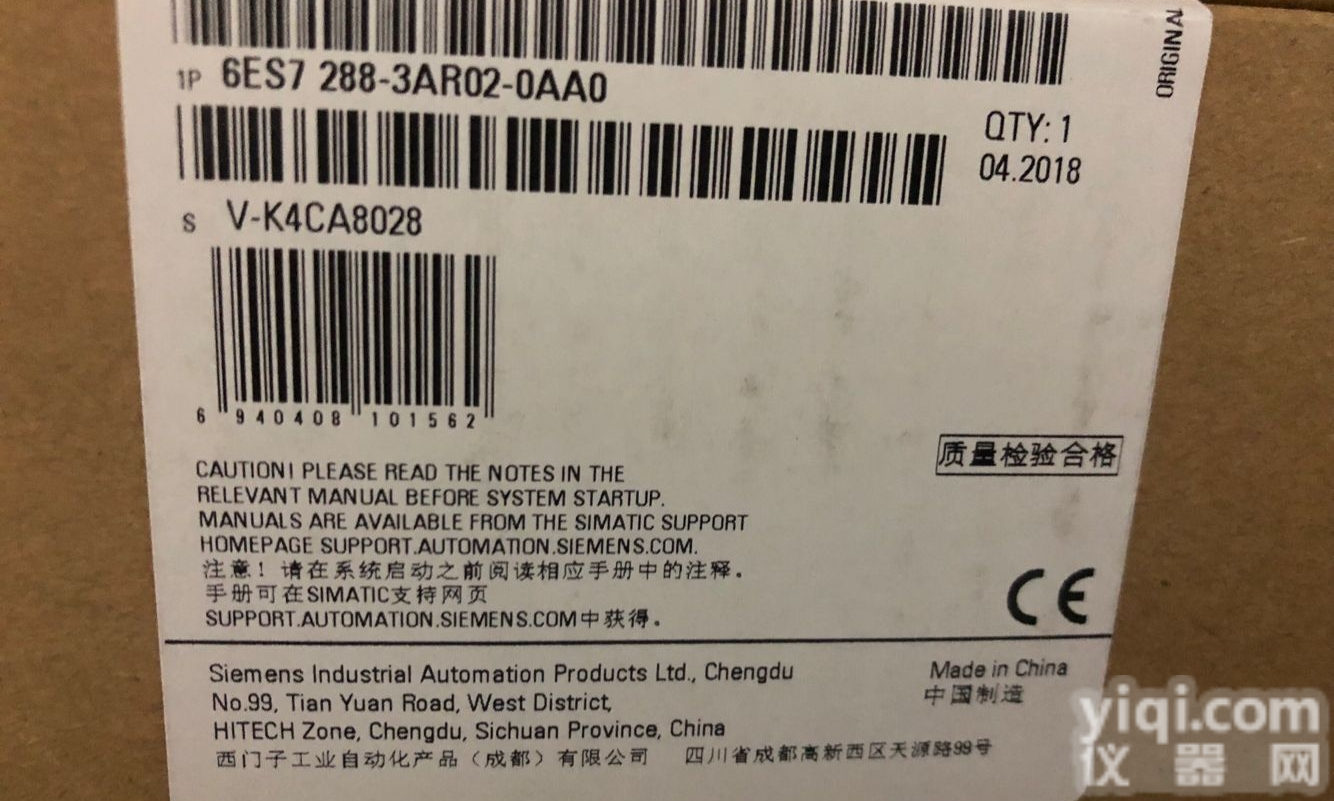 1P 6ES7 288-3AR02-0AA0
ORIGINAL
QTY: 1
04.2018
S V-K4CA8028
6 940408 101562
质量检验合格
CAUTION! PLEASE READ THE NOTES IN THE
RELEVANT MANUAL BEFORE SYSTEM STARTUP.
MANUALS ARE AVAILABLE FROM THE SIMATIC SUPPORT
HOMEPAGE SUPPORT.AUTOMATION.SIEMENS.COM.
注意！请在系统启动之前阅读相应手册中的注释。
手册可在SIMATIC支持网页
SUPPORT.AUTOMATION.SIEMENS.COM中获得。
CE
Siemens Industrial Automation Products Ltd., Chengdu
No.99, Tian Yuan Road, West District,
HITECH Zone, Chengdu, Sichuan Province, China
西门子工业自动化产品（成都）有限公司 四川省成都高新西区天源路99号
Made in China
中国制造
yiqi.com
仪器网